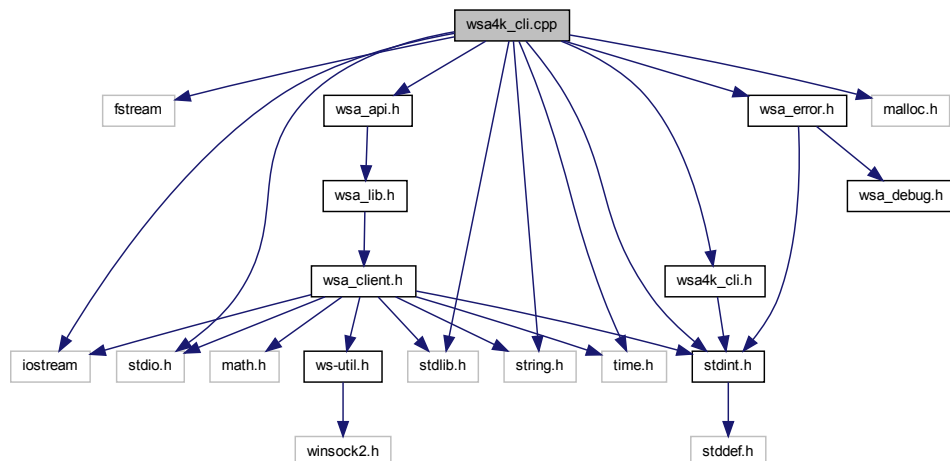 wsa4k_cli.cpp
fstream
wsa_api.h
wsa_error.h
malloc.h
wsa_lib.h
wsa_debug.h
wsa_client.h
wsa4k_cli.h
iostream
stdio.h
math.h
ws-util.h
stdlib.h
string.h
time.h
stdint.h
winsock2.h
stddef.h